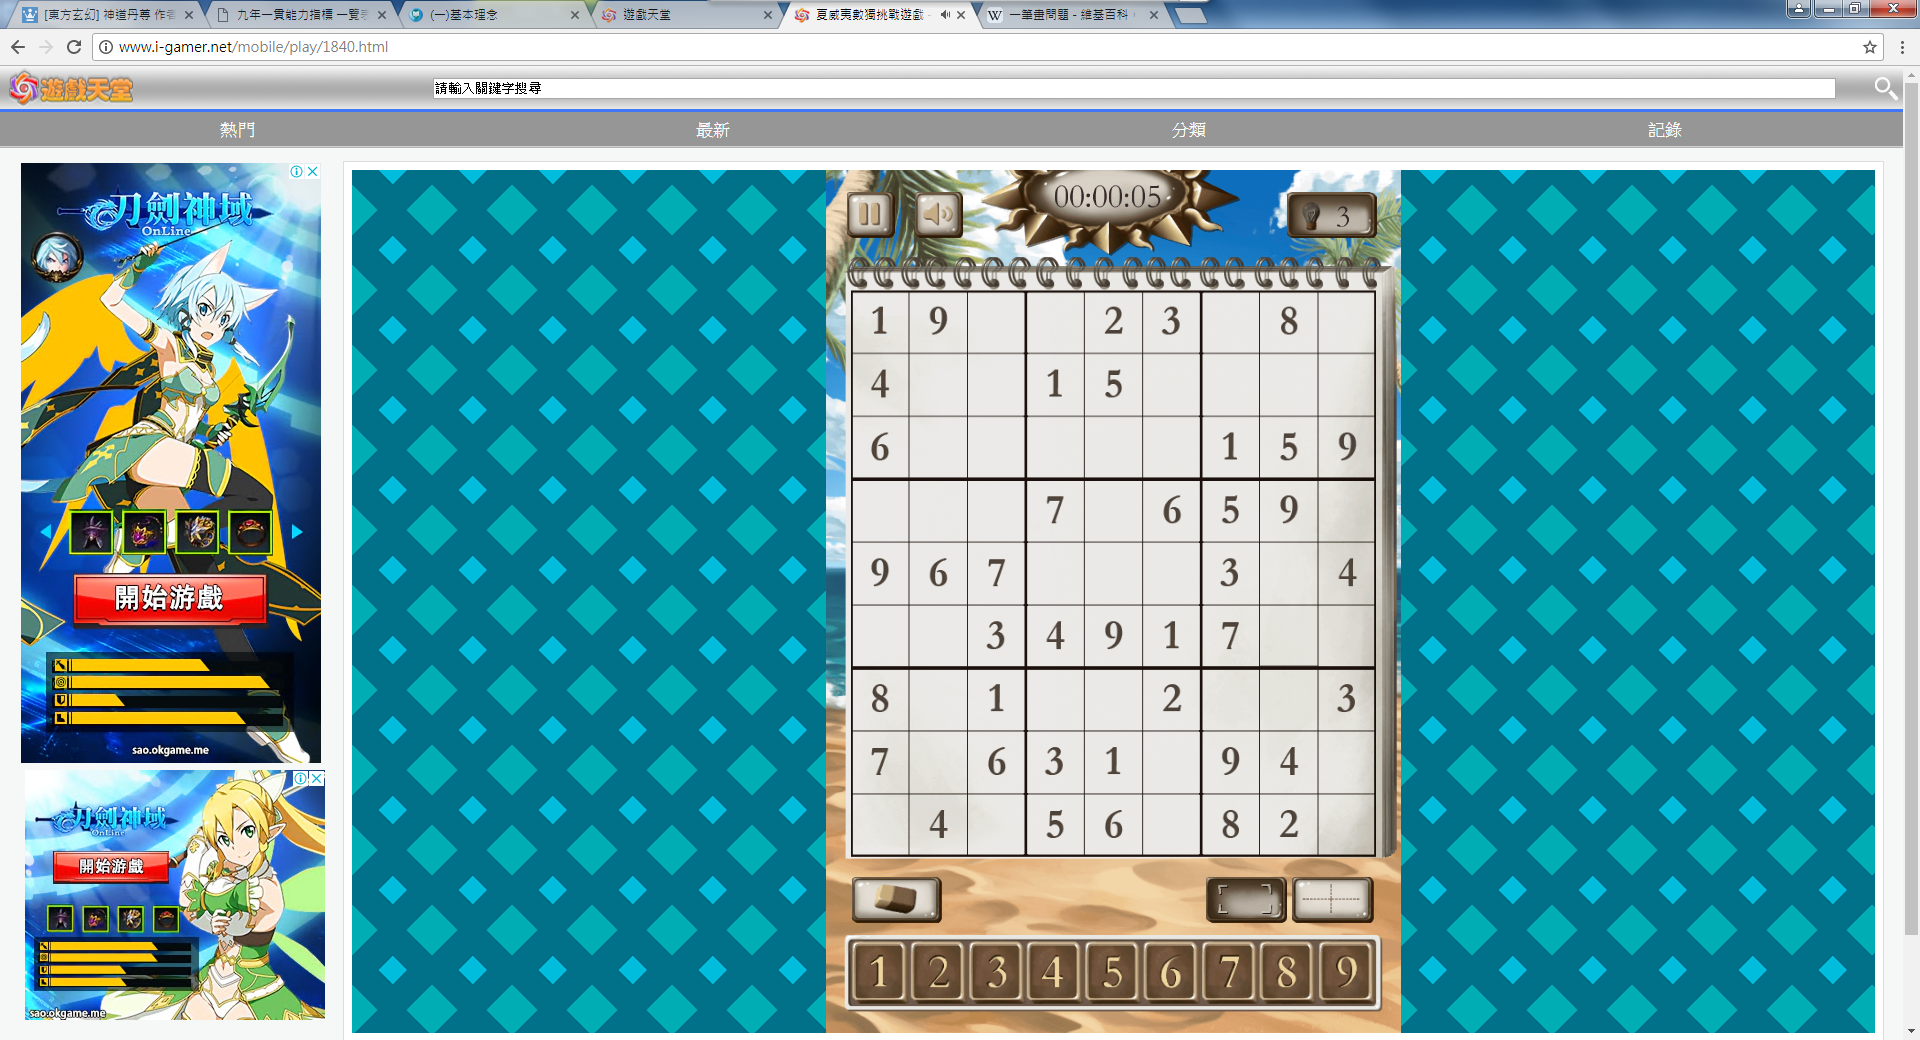 [東方玄幻] 神道丹尊 作者
九年一貫能力指標 一覽表
(一)基本理念
遊戲天堂
夏威夷數獨挑戰遊戲 -
一筆畫問題 - 維基百科
www.i-gamer.net/mobile/play/1840.html
遊戲天堂
請輸入關鍵字搜尋
熱門
最新
分類
記錄
刀劍神域
OnLine
開始游戲
sao.okgame.me
刀劍神域
OnLine
開始游戲
sao.okgame.me
00:00:05
3
1 9 2 3 8
4 1 5
6 1 5 9
7 6 5 9
9 6 7 3 4
3 4 9 1 7
8 1 2 3
7 6 3 1 9 4
4 5 6 8 2
1 2 3 4 5 6 7 8 9